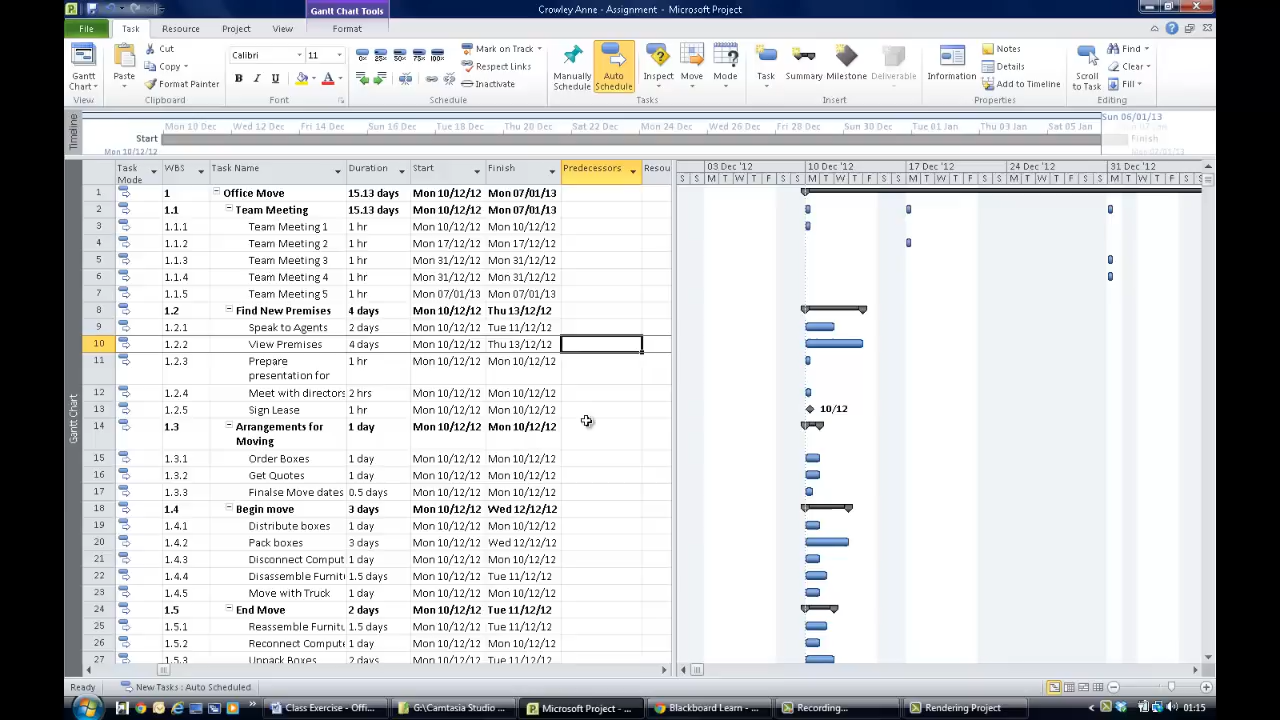 Gantt Chart Tools
Crowley Anne - Assignment - Microsoft Project
File Task Resource Project View Format
Gantt Chart
View
Paste
Cut
Copy
Format Painter
Clipboard
Calibri 11
B I U A
Font
Mark on Track
Respect Links
Inactivate
Schedule
Manually Schedule
Auto Schedule
Inspect
Move
Mode
Tasks
Task
Summary
Milestone
Deliverable
Insert
Information
Notes
Details
Add to Timeline
Properties
Scroll to Task
Find
Clear
Fill
Editing
Timeline
Sun 06/01/13
Mon 10 Dec Wed 12 Dec Fri 14 Dec Sun 16 Dec Tue 18 Dec Thu 20 Dec Sat 22 Dec Mon 24 Dec Wed 26 Dec Fri 28 Dec Sun 30 Dec Tue 01 Jan Thu 03 Jan Sat 05 Jan
Start
Mon 10/12/12
Finish
Mon 07/01/13
Task Mode WBS Task Name Duration Start Finish Predecessors Resou
03 Dec '12 10 Dec '12 17 Dec '12 24 Dec '12 31 Dec '12
S S M T W T F S S M T W T F S S M T W T F S S M T W T F S S M T W T F S
1 1 Office Move 15.13 days Mon 10/12/12 Mon 07/01/13
2 1.1 Team Meeting 15.13 days Mon 10/12/12 Mon 07/01/13
3 1.1.1 Team Meeting 1 1 hr Mon 10/12/12 Mon 10/12/12
4 1.1.2 Team Meeting 2 1 hr Mon 17/12/12 Mon 17/12/12
5 1.1.3 Team Meeting 3 1 hr Mon 31/12/12 Mon 31/12/12
6 1.1.4 Team Meeting 4 1 hr Mon 31/12/12 Mon 31/12/12
7 1.1.5 Team Meeting 5 1 hr Mon 07/01/13 Mon 07/01/13
8 1.2 Find New Premises 4 days Mon 10/12/12 Thu 13/12/12
9 1.2.1 Speak to Agents 2 days Mon 10/12/12 Tue 11/12/12
10 1.2.2 View Premises 4 days Mon 10/12/12 Thu 13/12/12
11 1.2.3 Prepare presentation for 1 hr Mon 10/12/12 Mon 10/12/12
12 1.2.4 Meet with directors 2 hrs Mon 10/12/12 Mon 10/12/12
13 1.2.5 Sign Lease 1 hr Mon 10/12/12 Mon 10/12/12 10/12
14 1.3 Arrangements for Moving 1 day Mon 10/12/12 Mon 10/12/12
15 1.3.1 Order Boxes 1 day Mon 10/12/12 Mon 10/12/12
16 1.3.2 Get Quotes 1 day Mon 10/12/12 Mon 10/12/12
17 1.3.3 Finalse Move dates 0.5 days Mon 10/12/12 Mon 10/12/12
18 1.4 Begin move 3 days Mon 10/12/12 Wed 12/12/12
19 1.4.1 Distribute boxes 1 day Mon 10/12/12 Mon 10/12/12
20 1.4.2 Pack boxes 3 days Mon 10/12/12 Wed 12/12/12
21 1.4.3 Disconnect Comput 1 day Mon 10/12/12 Mon 10/12/12
22 1.4.4 Disassemble Furnitu 1.5 days Mon 10/12/12 Tue 11/12/12
23 1.4.5 Move with Truck 1 day Mon 10/12/12 Mon 10/12/12
24 1.5 End Move 2 days Mon 10/12/12 Tue 11/12/12
25 1.5.1 Reassemble Furnitu 1.5 days Mon 10/12/12 Tue 11/12/12
26 1.5.2 Reconnect Compute 1 day Mon 10/12/12 Mon 10/12/12
27 1.5.3 Unpack Boxes 2 days Mon 10/12/12 Tue 11/12/12
Gantt Chart
Ready New Tasks : Auto Scheduled
Class Exercise - Offi... G:\Camtasia Studio ... Microsoft Project - ... Blackboard Learn - ... Recording... Rendering Project 01:15